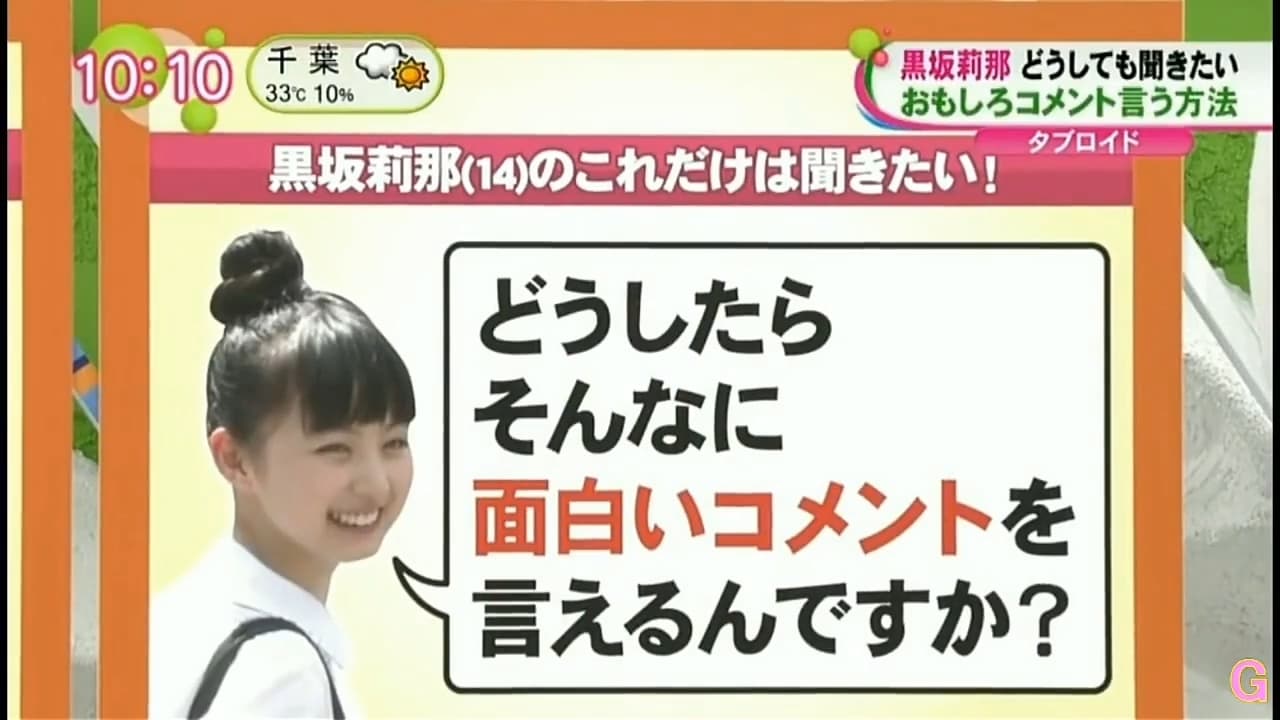 10:10
千葉
33℃ 10%
黒坂莉那 どうしても聞きたい
おもしろコメント言う方法
タブロイド
黒坂莉那(14)のこれだけは聞きたい!
どうしたら
そんなに
面白いコメントを
言えるんですか?
G